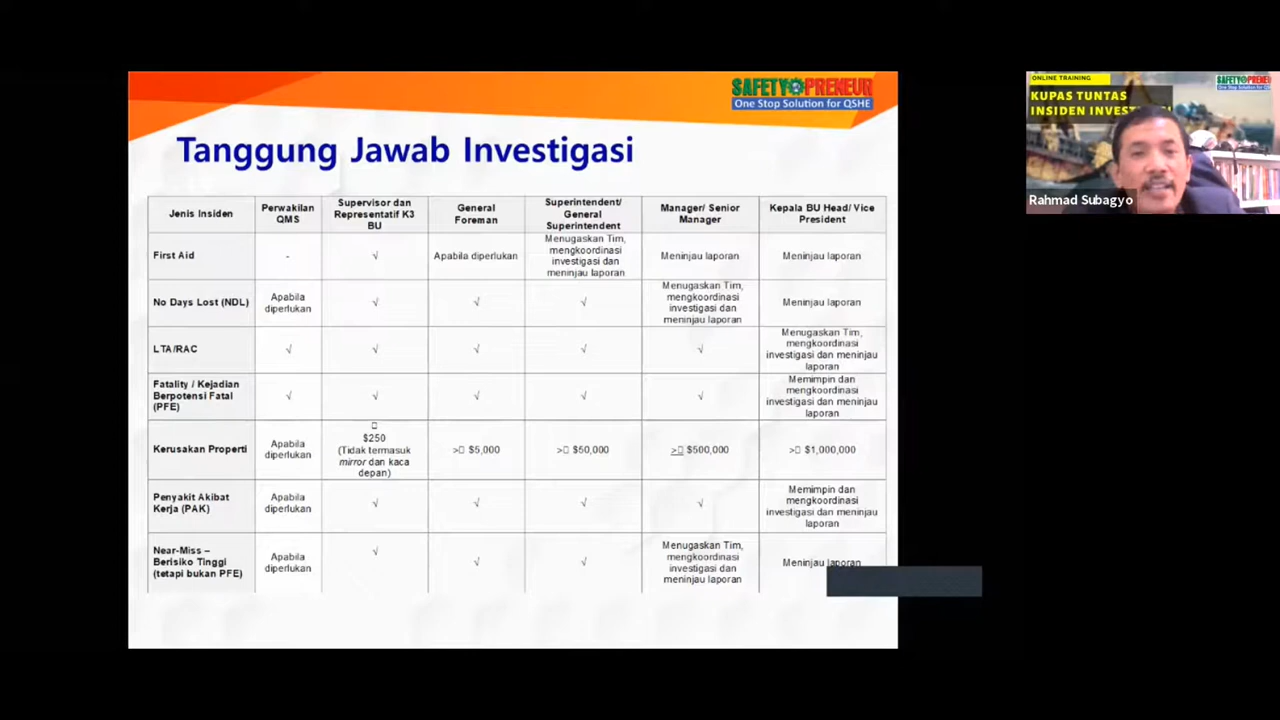 SAFETYPRENEUR
One Stop Solution for QSHE
Tanggung Jawab Investigasi
Jenis Insiden
Perwakilan
QMS
Supervisor dan
Representatif K3
BU
General
Foreman
Superintendent/
General
Superintendent
Manager/ Senior
Manager
Kepala BU Head/ Vice
President
First Aid
-
√
Apabila diperlukan
Menugaskan Tim,
mengkoordinasi
investigasi dan
meninjau laporan
Meninjau laporan
Meninjau laporan
No Days Lost (NDL)
Apabila
diperlukan
√
√
√
Menugaskan Tim,
mengkoordinasi
investigasi dan
meninjau laporan
Meninjau laporan
LTA/RAC
√
√
√
√
√
Menugaskan Tim,
mengkoordinasi
investigasi dan meninjau
laporan
Fatality / Kejadian
Berpotensi Fatal
(PFE)
√
√
√
√
√
Memimpin dan
mengkoordinasi
investigasi dan meninjau
laporan
Kerusakan Properti
Apabila
diperlukan
▯
$250
(Tidak termasuk
mirror dan kaca
depan)
>▯ $5,000
>▯ $50,000
>▯ $500,000
>▯ $1,000,000
Penyakit Akibat
Kerja (PAK)
Apabila
diperlukan
√
√
√
√
Memimpin dan
mengkoordinasi
investigasi dan meninjau
laporan
Near-Miss –
Berisiko Tinggi
(tetapi bukan PFE)
Apabila
diperlukan
√
√
√
Menugaskan Tim,
mengkoordinasi
investigasi dan
meninjau laporan
Meninjau laporan
ONLINE TRAINING
KUPAS TUNTAS
INSIDEN
Rahmad Subagyo